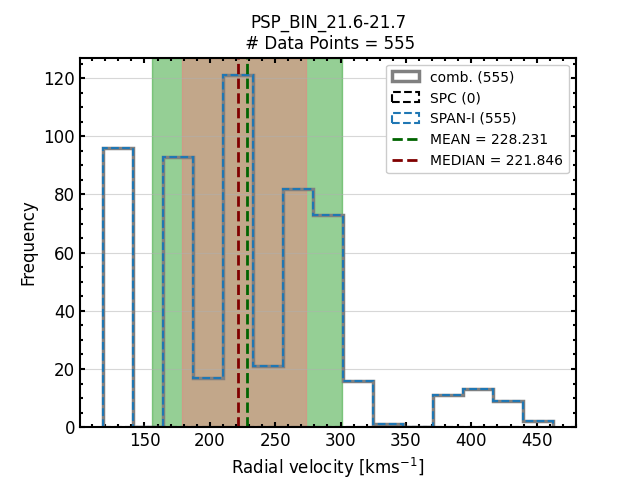 PSP_BIN_21.6-21.7
# Data Points = 555
comb. (555)
SPC (0)
SPAN-I (555)
MEAN = 228.231
MEDIAN = 221.846
Frequency
120
100
80
60
40
20
0
150 200 250 300 350 400 450
Radial velocity [kms⁻¹]